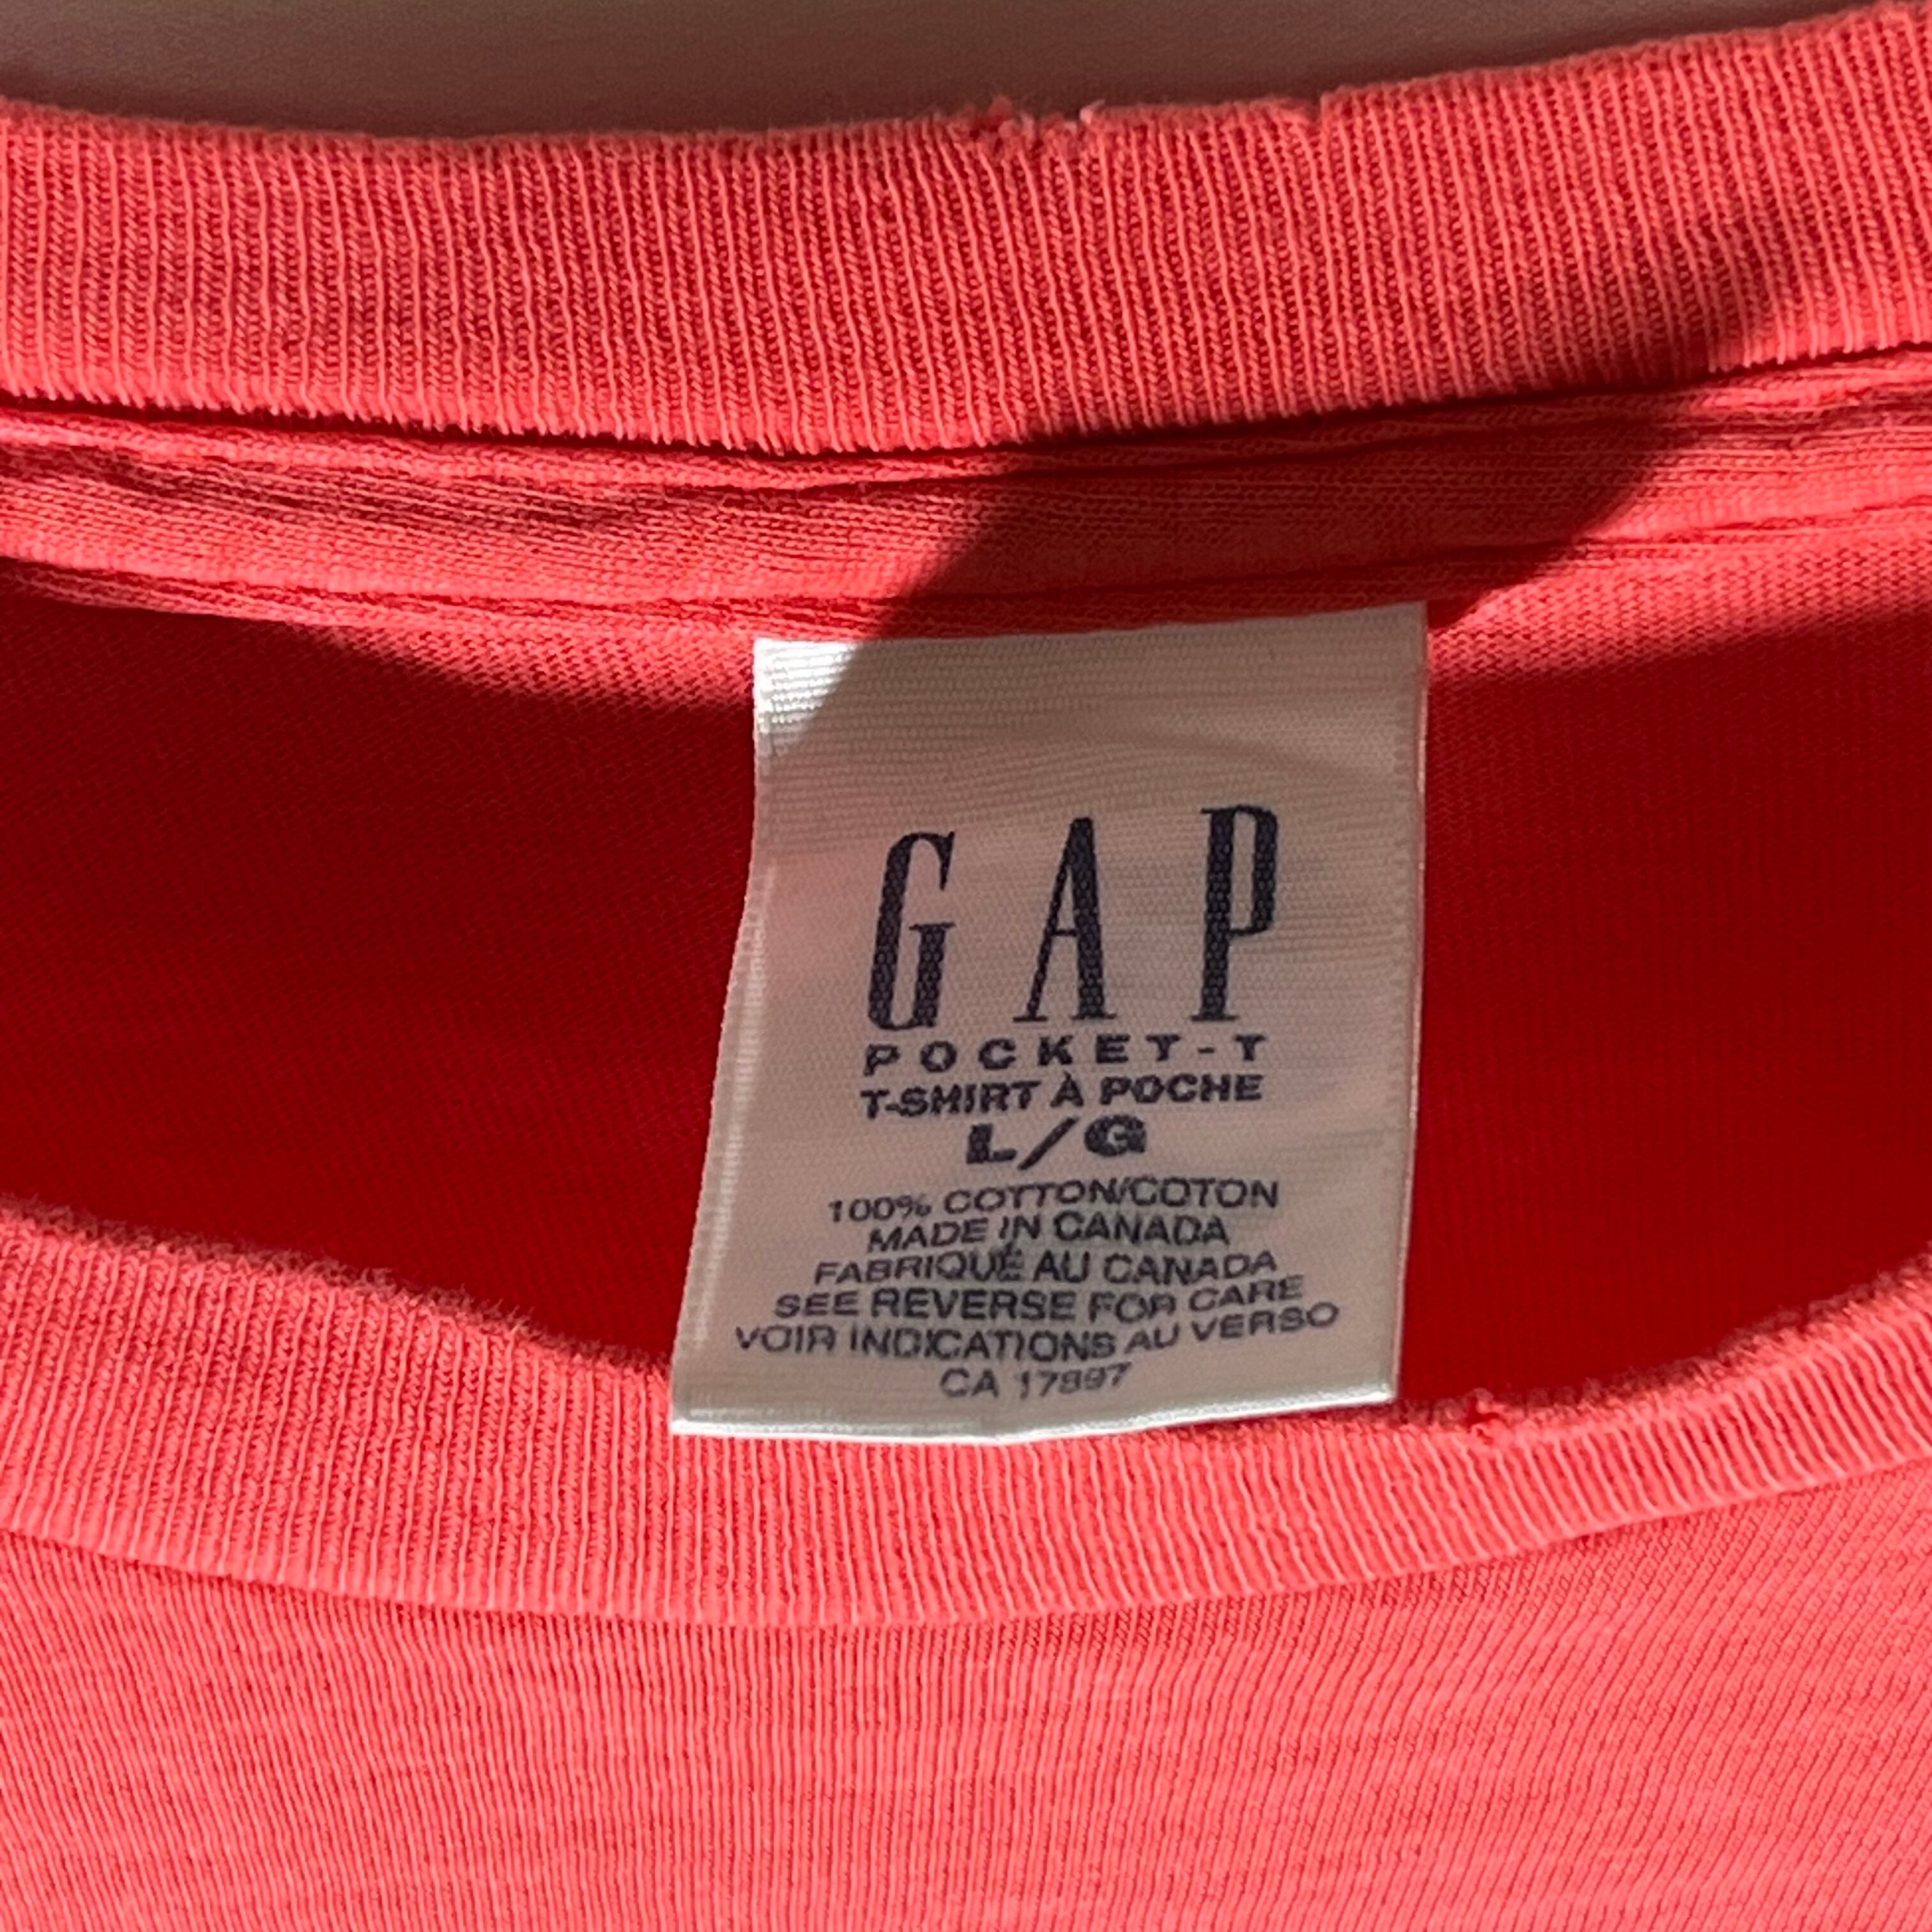 GAP
POCKET-T
T-SHIRT À POCHE
L/G
100% COTTON/COTON
MADE IN CANADA
FABRIQUÉ AU CANADA
SEE REVERSE FOR CARE
VOIR INDICATIONS AU VERSO
CA 17897